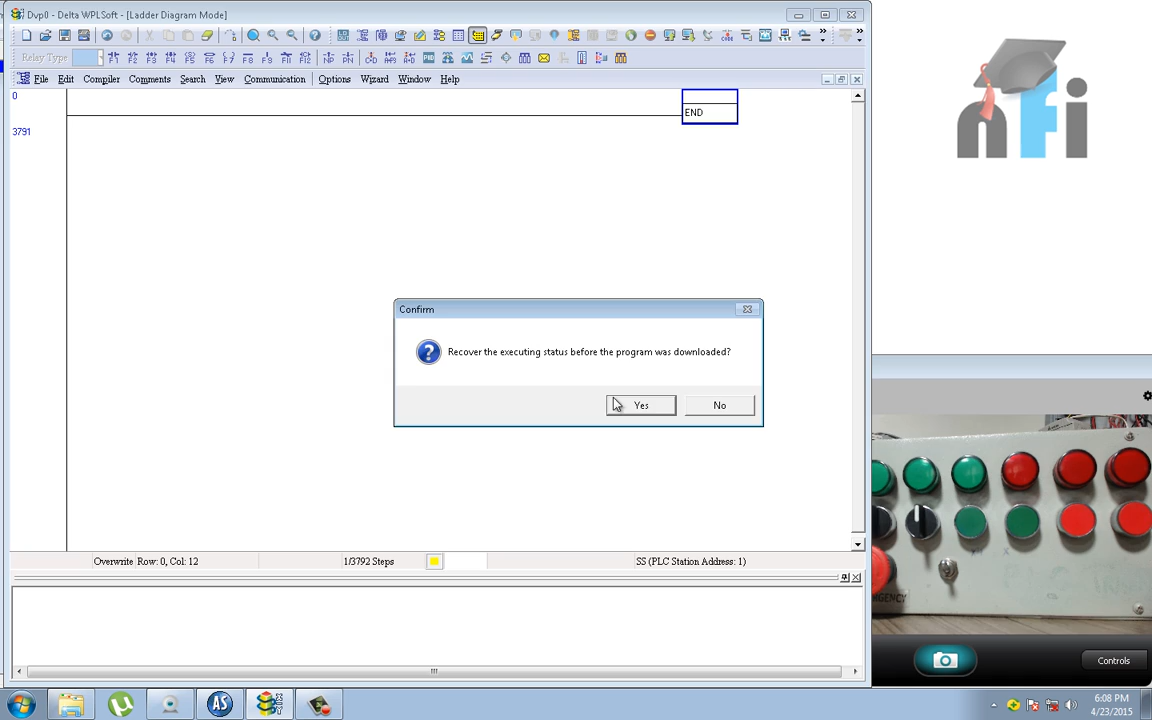 Dvp0 - Delta WPLSoft - [Ladder Diagram Mode]
Relay Type
File Edit Compiler Comments Search View Communication Options Wizard Window Help
0
END
3791
Confirm
Recover the executing status before the program was downloaded?
Yes No
Overwrite Row: 0, Col: 12 1/3792 Steps SS (PLC Station Address: 1)
nfi
Controls
AS
6:08 PM
4/23/2015